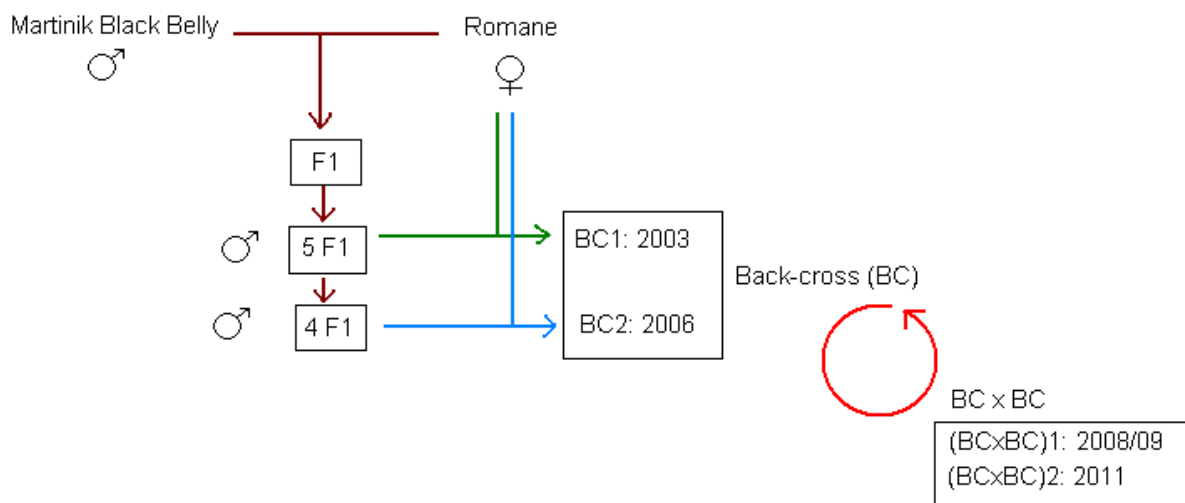 Martinik Black Belly
Romane
F1
5 F1
BC1: 2003
Back-cross (BC)
4 F1
BC2: 2006
BC x BC
(BCxBC)1: 2008/09
(BCxBC)2: 2011